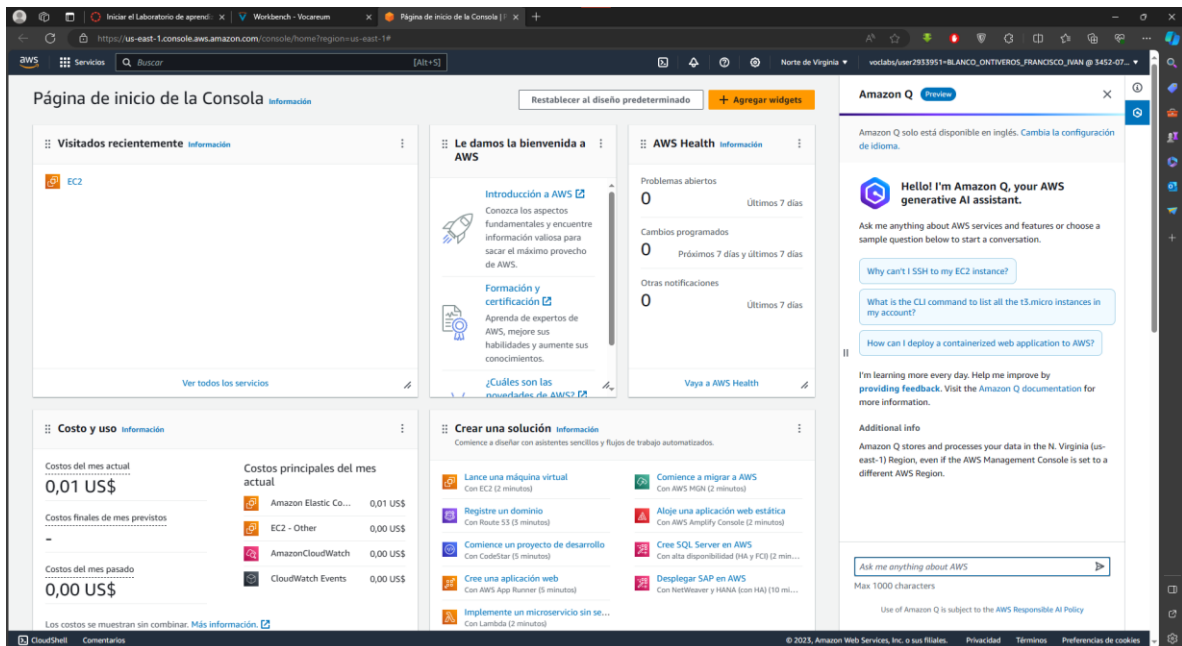 Iniciar el Laboratorio de aprendi
Workbench - Vocareum
Página de inicio de la Consola | F
https://us-east-1.console.aws.amazon.com/console/home?region=us-east-1#
aws
Servicios
Buscar
[Alt+S]
Norte de Virginia
voclabs/user2933951=BLANCO_ONTIVEROS_FRANCISCO_IVAN @ 3452-07...
Página de inicio de la Consola Información
Restablecer al diseño predeterminado
+ Agregar widgets
Visitados recientemente Información
EC2
Ver todos los servicios
Le damos la bienvenida a
AWS
Introducción a AWS
Conozca los aspectos
fundamentales y encuentre
información valiosa para
sacar el máximo provecho
de AWS.
Formación y
certificación
Aprenda de expertos de
AWS, mejore sus
habilidades y aumente sus
conocimientos.
¿Cuáles son las
novedades de AWS?
AWS Health Información
Problemas abiertos
0 Últimos 7 días
Cambios programados
0 Próximos 7 días y últimos 7 días
Otras notificaciones
0 Últimos 7 días
Vaya a AWS Health
Costo y uso Información
Costos del mes actual
0,01 US$
Costos finales de mes previstos
-
Costos del mes pasado
0,00 US$
Costos principales del mes
actual
Amazon Elastic Co... 0,01 US$
EC2 - Other 0,00 US$
AmazonCloudWatch 0,00 US$
CloudWatch Events 0,00 US$
Los costos se muestran sin combinar. Más información.
Crear una solución Información
Comience a diseñar con asistentes sencillos y flujos de trabajo automatizados.
Lance una máquina virtual
Con EC2 (2 minutos)
Registre un dominio
Con Route 53 (3 minutos)
Comience un proyecto de desarrollo
Con CodeStar (5 minutos)
Cree una aplicación web
Con AWS App Runner (5 minutos)
Implemente un microservicio sin se...
Con Lambda (2 minutos)
Comience a migrar a AWS
Con AWS MGN (2 minutos)
Aloje una aplicación web estática
Con AWS Amplify Console (2 minutos)
Cree SQL Server en AWS
Con alta disponibilidad (HA y FCI) (2 min...
Desplegar SAP en AWS
Con NetWeaver y HANA (con HA) (10 mi...
Amazon Q Preview
Amazon Q solo está disponible en inglés. Cambia la configuración
de idioma.
Hello! I'm Amazon Q, your AWS
generative AI assistant.
Ask me anything about AWS services and features or choose a
sample question below to start a conversation.
Why can't I SSH to my EC2 instance?
What is the CLI command to list all the t3.micro instances in
my account?
How can I deploy a containerized web application to AWS?
I'm learning more every day. Help me improve by
providing feedback. Visit the Amazon Q documentation for
more information.
Additional info
Amazon Q stores and processes your data in the N. Virginia (us-
east-1) Region, even if the AWS Management Console is set to a
different AWS Region.
Ask me anything about AWS
Max 1000 characters
Use of Amazon Q is subject to the AWS Responsible AI Policy
CloudShell
Comentarios
© 2023, Amazon Web Services, Inc. o sus filiales.
Privacidad
Términos
Preferencias de cookies